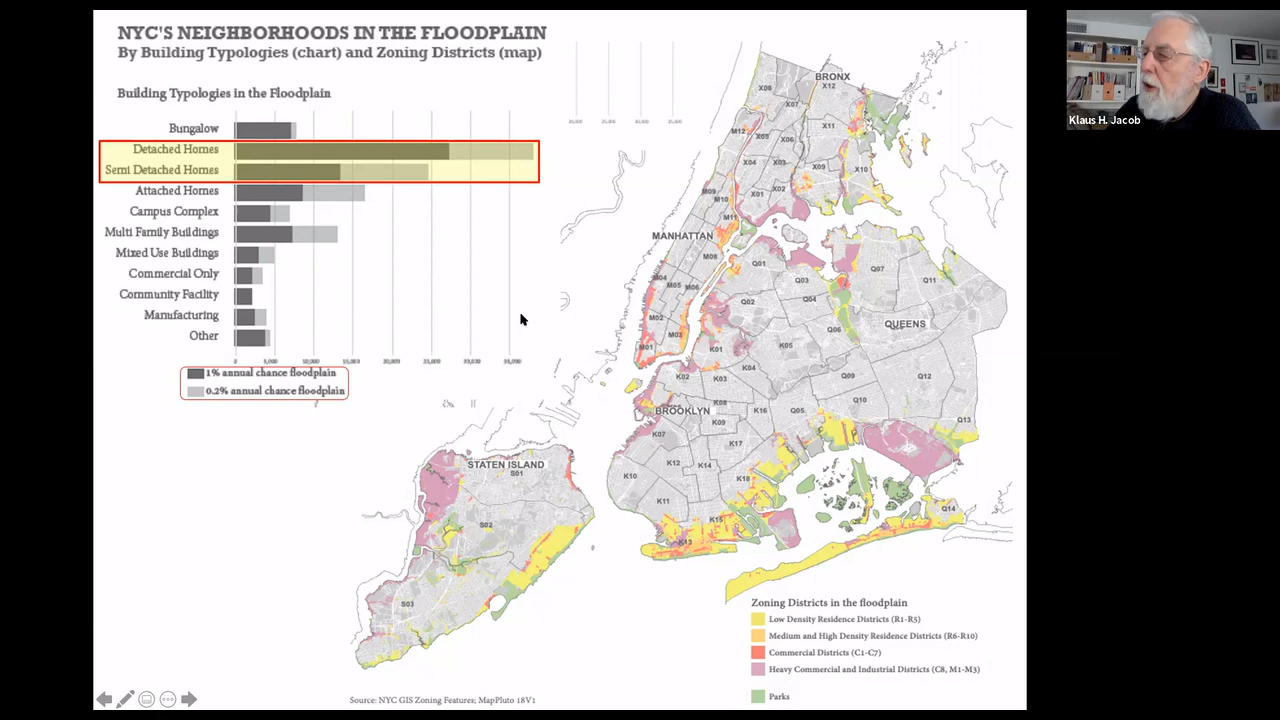 NYC'S NEIGHBORHOODS IN THE FLOODPLAIN
By Building Typologies (chart) and Zoning Districts (map)
Building Typologies in the Floodplain
Bungalow
Detached Homes
Semi Detached Homes
Attached Homes
Campus Complex
Multi Family Buildings
Mixed Use Buildings
Commercial Only
Community Facility
Manufacturing
Other
0 5,000 10,000 15,000 20,000 25,000 30,000 35,000
1% annual chance floodplain
0.2% annual chance floodplain
20,000 25,000 30,000 35,000
BRONX
X12
X08
X07
X11
M12
X05
X06
X04
X03
X09
X10
M09
M10
X01
X02
M11
MANHATTAN
M08
Q01
Q07
M04
M05
M06
Q03
Q11
Q02
Q04
M02
M03
Q06
QUEENS
M01
K01
K05
K04
K02
K03
Q09
Q12
K08
Q10
BROOKLYN
K16
Q05
K09
Q13
K07
K17
K12
K14
K10
K18
K11
K15
Q14
K13
STATEN ISLAND
S01
S02
S03
Zoning Districts in the floodplain
Low Density Residence Districts (R1-R5)
Medium and High Density Residence Districts (R6-R10)
Commercial Districts (C1-C7)
Heavy Commercial and Industrial Districts (C8, M1-M3)
Parks
Source: NYC GIS Zoning Features; MapPluto 18V1
Klaus H. Jacob